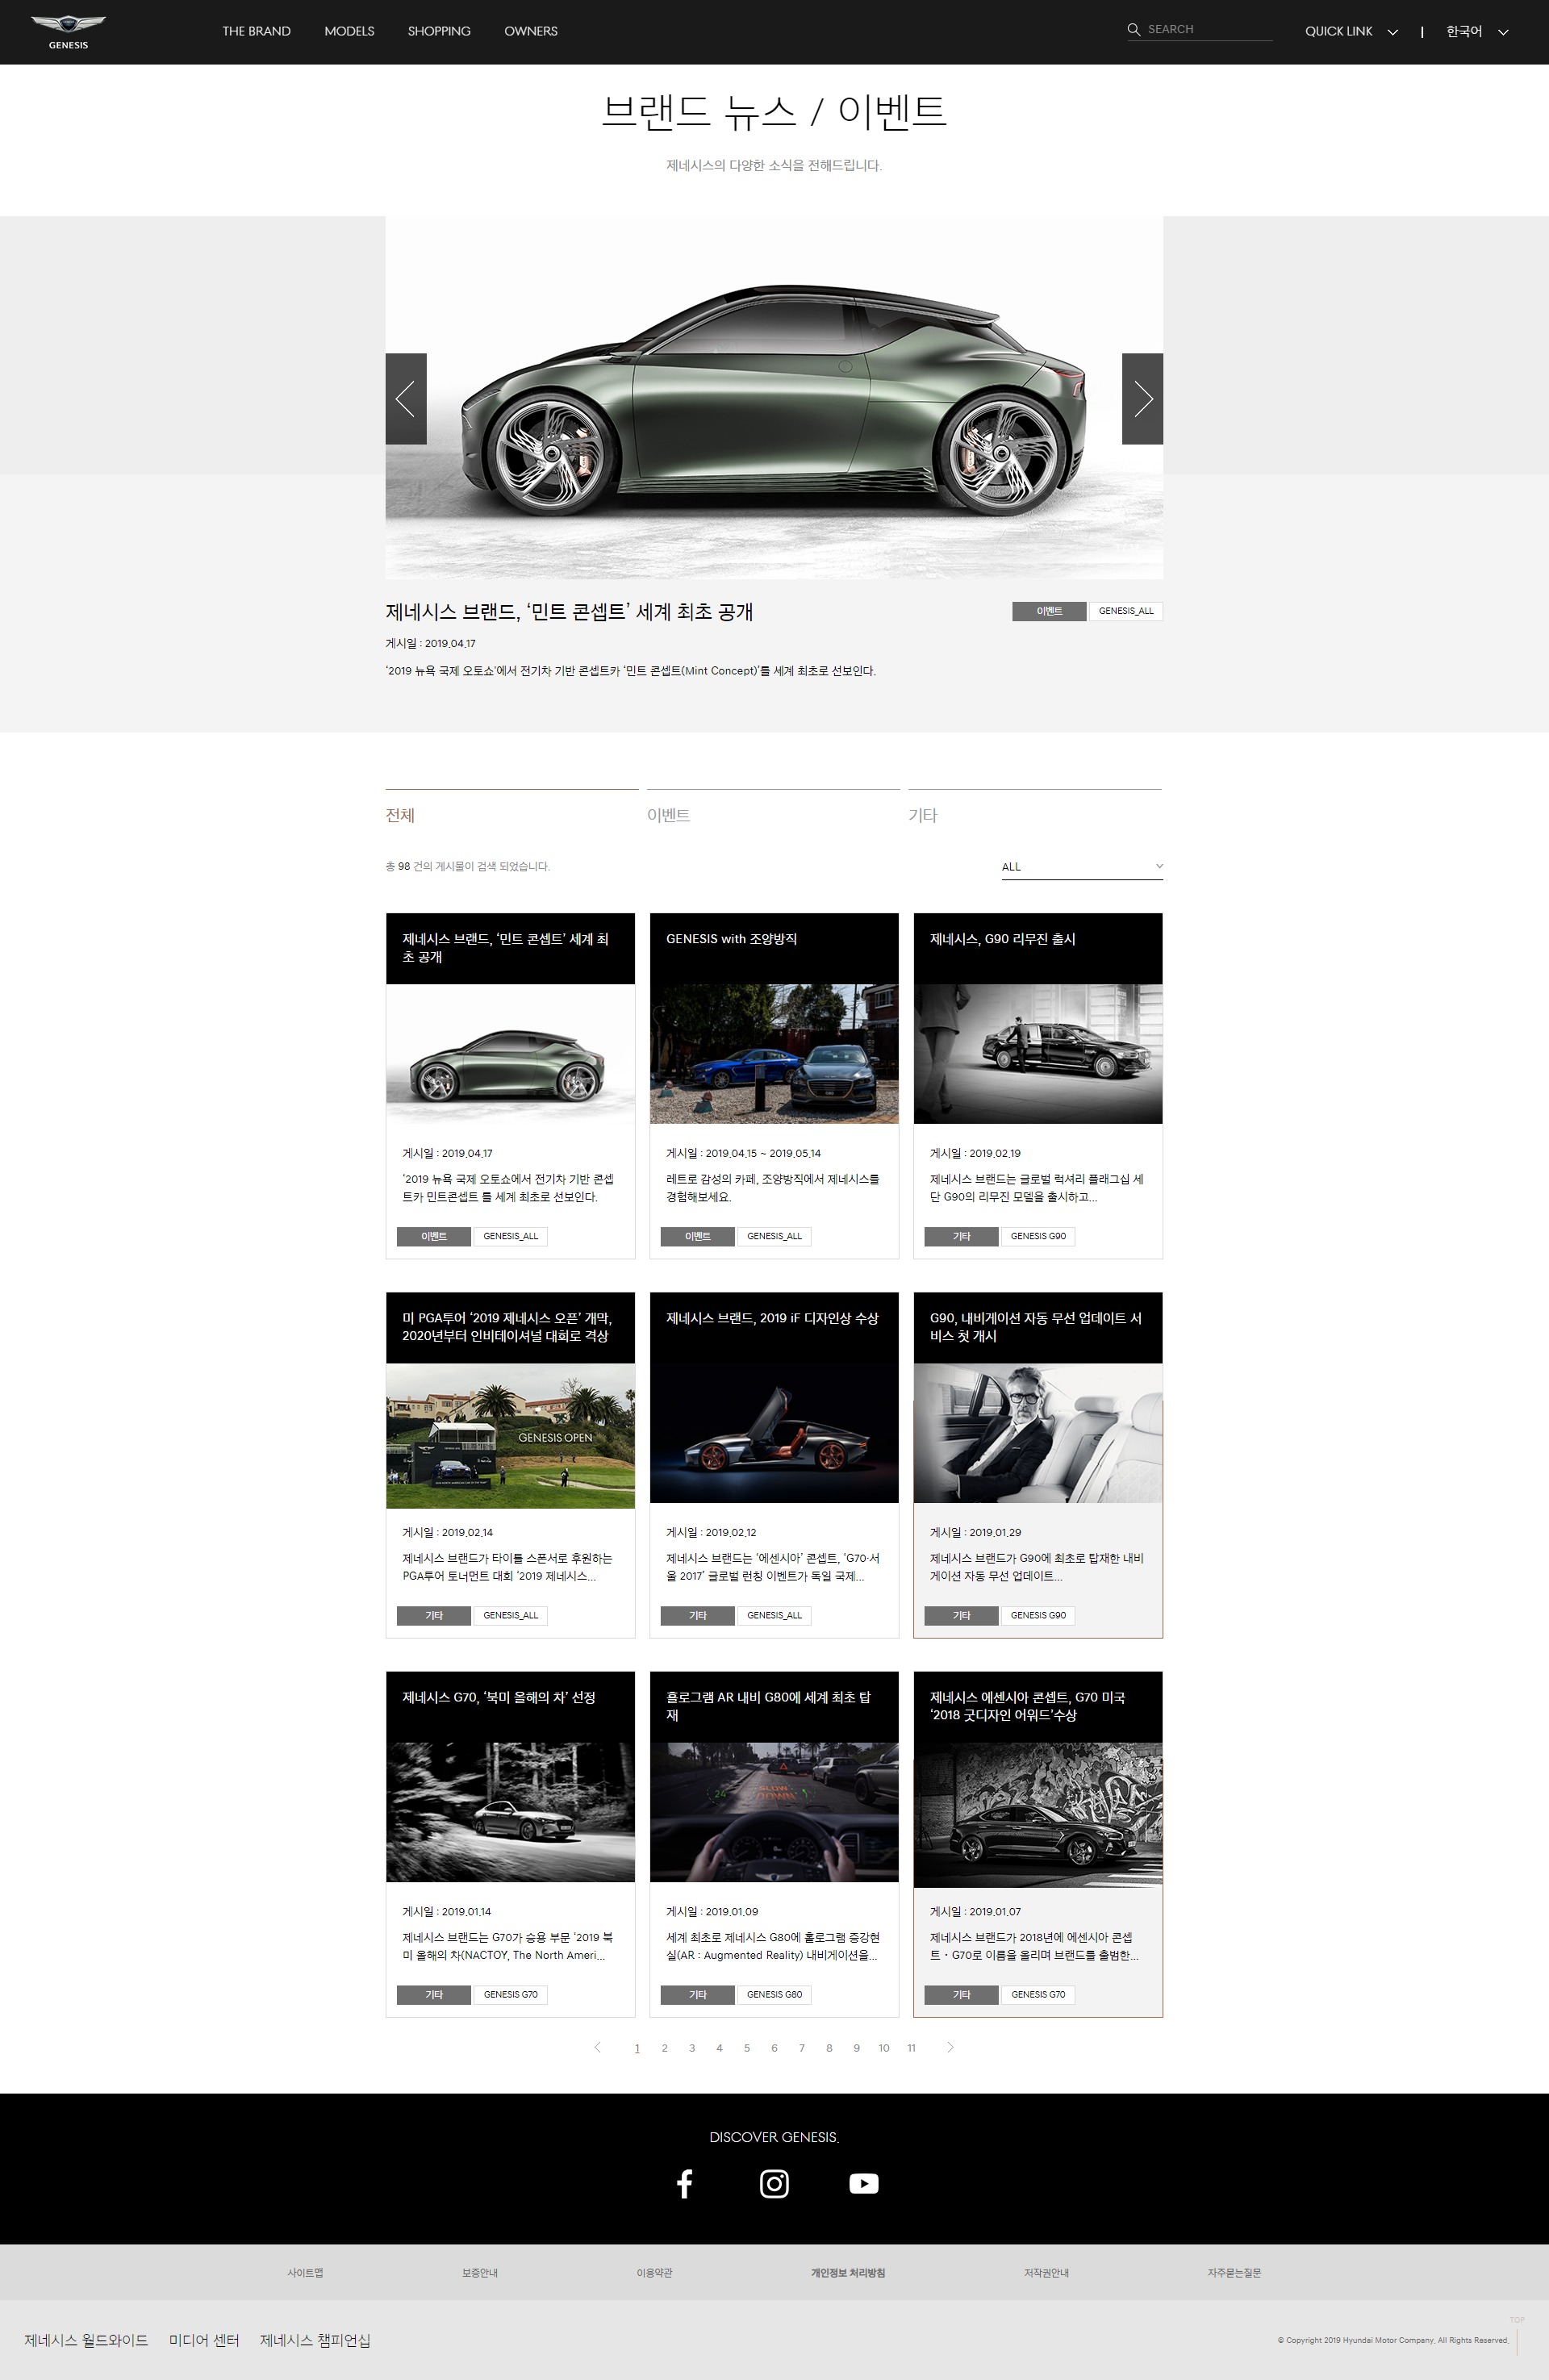 GENESIS
THE BRAND
MODELS
SHOPPING
OWNERS
SEARCH
QUICK LINK
한국어
브랜드 뉴스 / 이벤트
제네시스의 다양한 소식을 전해드립니다.
제네시스 브랜드, ‘민트 콘셉트’ 세계 최초 공개
이벤트 GENESIS_ALL
게시일 : 2019.04.17
‘2019 뉴욕 국제 오토쇼’에서 전기차 기반 콘셉트카 ‘민트 콘셉트(Mint Concept)’를 세계 최초로 선보인다.
전체
이벤트
기타
총 98 건의 게시물이 검색 되었습니다.
ALL
제네시스 브랜드, ‘민트 콘셉트’ 세계 최
초 공개
게시일 : 2019.04.17
‘2019 뉴욕 국제 오토쇼에서 전기차 기반 콘셉
트카 민트콘셉트 를 세계 최초로 선보인다.
이벤트 GENESIS_ALL
GENESIS with 조양방직
게시일 : 2019.04.15 ~ 2019.05.14
레트로 감성의 카페, 조양방직에서 제네시스를
경험해보세요.
이벤트 GENESIS_ALL
제네시스, G90 리무진 출시
게시일 : 2019.02.19
제네시스 브랜드는 글로벌 럭셔리 플래그십 세
단 G90의 리무진 모델을 출시하고...
기타 GENESIS G90
미 PGA투어 ‘2019 제네시스 오픈’ 개막,
2020년부터 인비테이셔널 대회로 격상
GENESIS OPEN
게시일 : 2019.02.14
제네시스 브랜드가 타이틀 스폰서로 후원하는
PGA투어 토너먼트 대회 ‘2019 제네시스...
기타 GENESIS_ALL
제네시스 브랜드, 2019 iF 디자인상 수상
게시일 : 2019.02.12
제네시스 브랜드는 ‘에센시아’ 콘셉트, ‘G70·서
울 2017’ 글로벌 런칭 이벤트가 독일 국제...
기타 GENESIS_ALL
G90, 내비게이션 자동 무선 업데이트 서
비스 첫 개시
게시일 : 2019.01.29
제네시스 브랜드가 G90에 최초로 탑재한 내비
게이션 자동 무선 업데이트...
기타 GENESIS G90
제네시스 G70, ‘북미 올해의 차’ 선정
게시일 : 2019.01.14
제네시스 브랜드는 G70가 승용 부문 ‘2019 북
미 올해의 차(NACTOY, The North Ameri...
기타 GENESIS G70
횰로그램 AR 내비 G80에 세계 최초 탑
재
24
SLOW
DOWN
게시일 : 2019.01.09
세계 최초로 제네시스 G80에 홀로그램 증강현
실(AR : Augmented Reality) 내비게이션을...
기타 GENESIS G80
제네시스 에센시아 콘셉트, G70 미국
‘2018 굿디자인 어워드’수상
게시일 : 2019.01.07
제네시스 브랜드가 2018년에 에센시아 콘셉
트・G70로 이름을 올리며 브랜드를 출범한...
기타 GENESIS G70
1 2 3 4 5 6 7 8 9 10 11
DISCOVER GENESIS.
사이트맵
보증안내
이용약관
개인정보 처리방침
저작권안내
자주묻는질문
TOP
제네시스 월드와이드
미디어 센터
제네시스 챔피언십
© Copyright 2019 Hyundai Motor Company. All Rights Reserved.